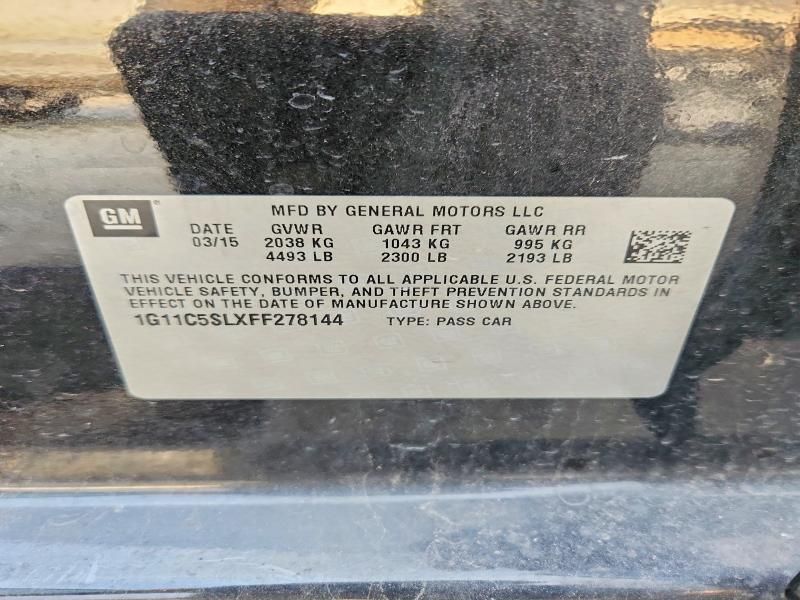 GM
MFD BY GENERAL MOTORS LLC
DATE GVWR GAWR FRT GAWR RR
03/15 2038 KG 1043 KG 995 KG
4493 LB 2300 LB 2193 LB
THIS VEHICLE CONFORMS TO ALL APPLICABLE U.S. FEDERAL MOTOR
VEHICLE SAFETY, BUMPER, AND THEFT PREVENTION STANDARDS IN
EFFECT ON THE DATE OF MANUFACTURE SHOWN ABOVE.
1G11C5SLXFF278144 TYPE: PASS CAR